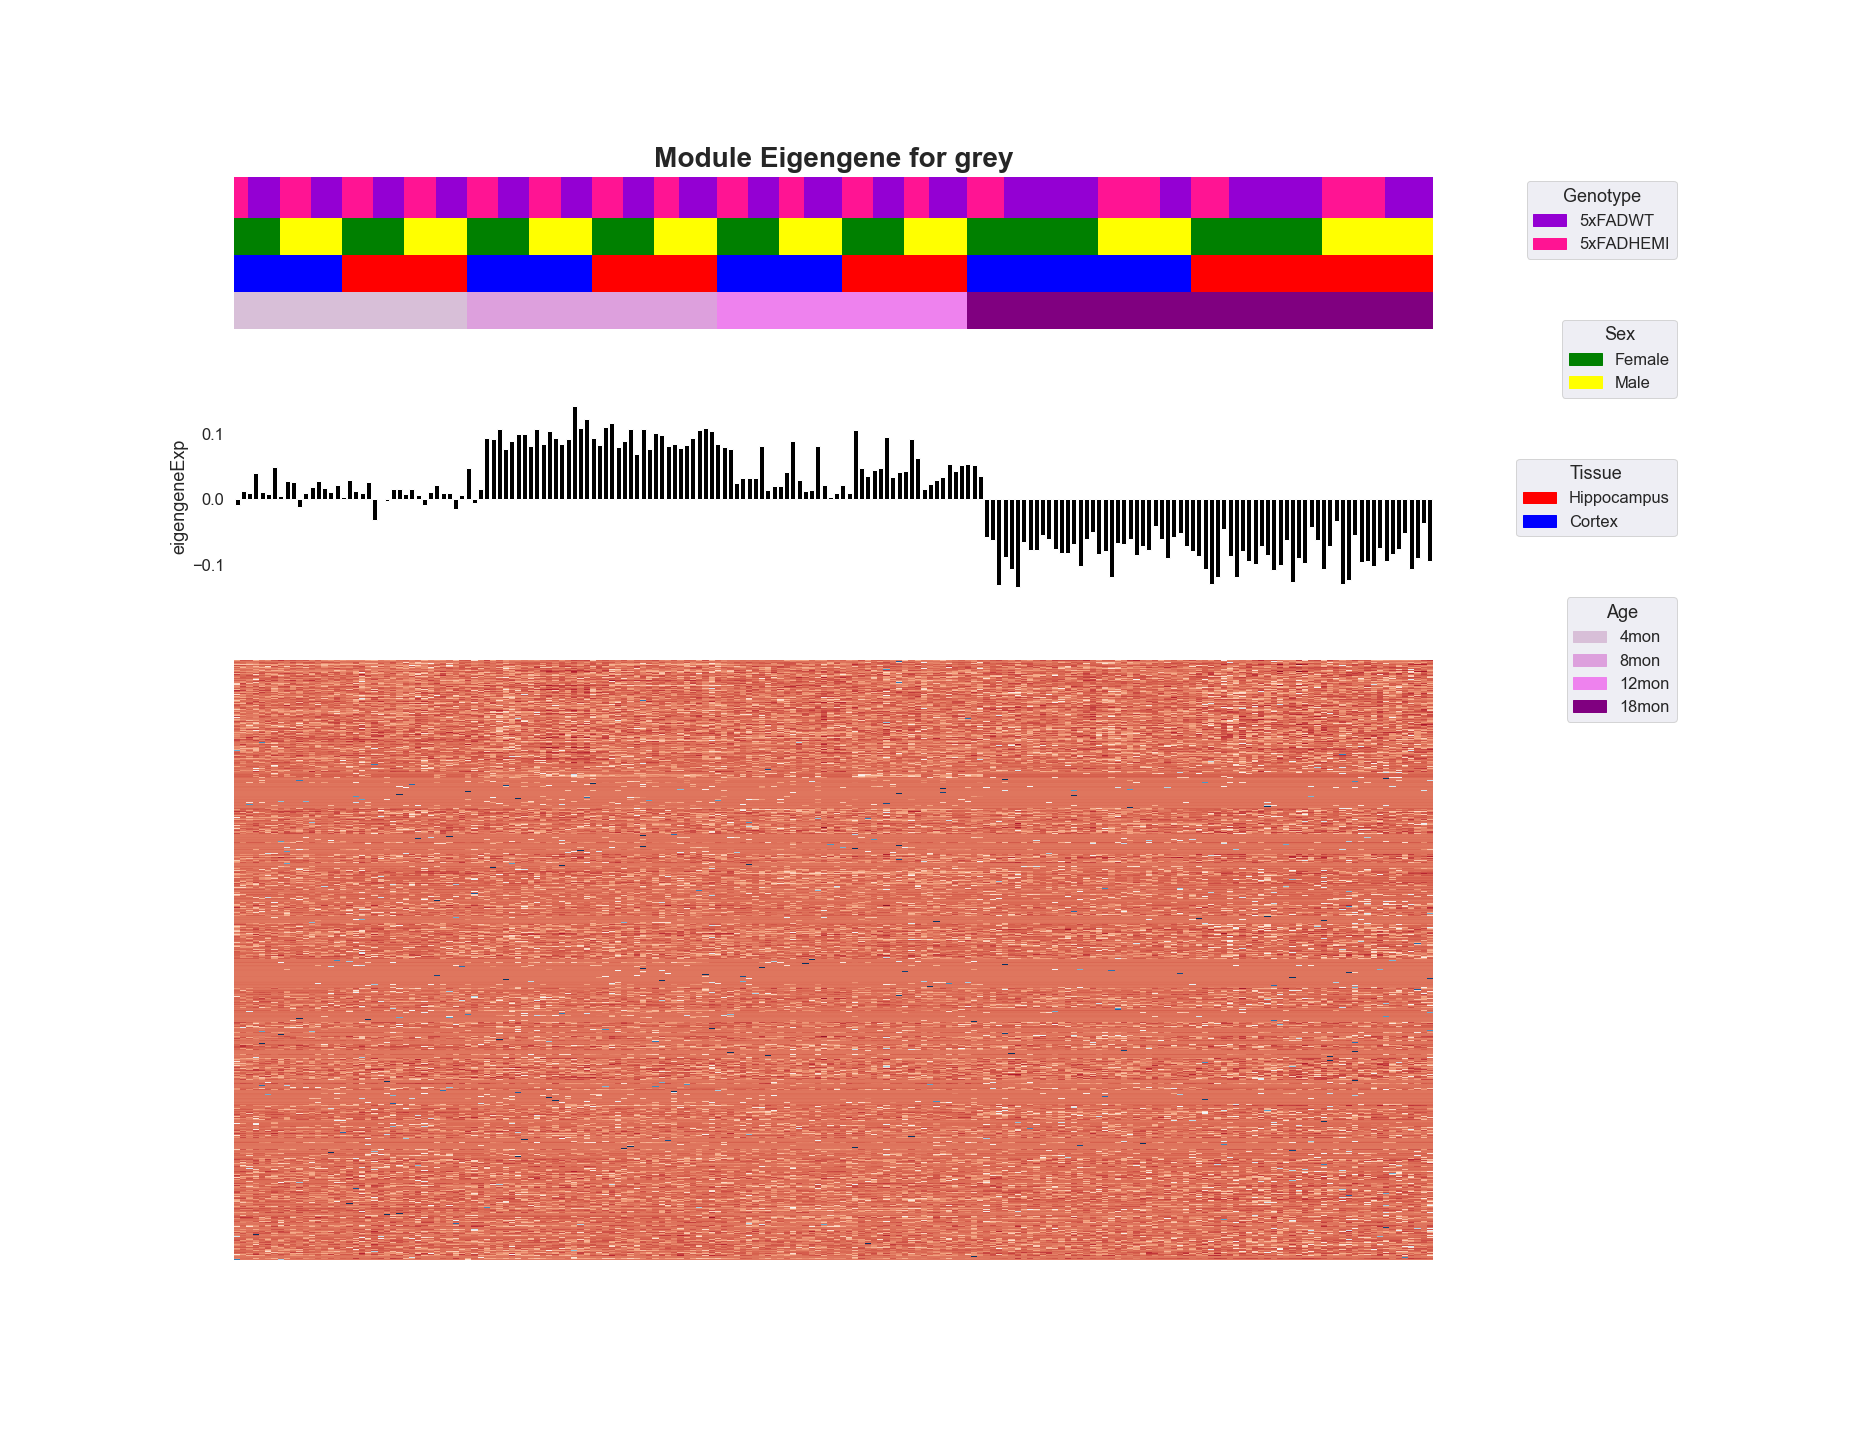 Module Eigengene for grey
Genotype
5xFADWT
5xFADHEMI
Sex
Female
Male
0.1
0.0
−0.1
eigengeneExp
Tissue
Hippocampus
Cortex
Age
4mon
8mon
12mon
18mon